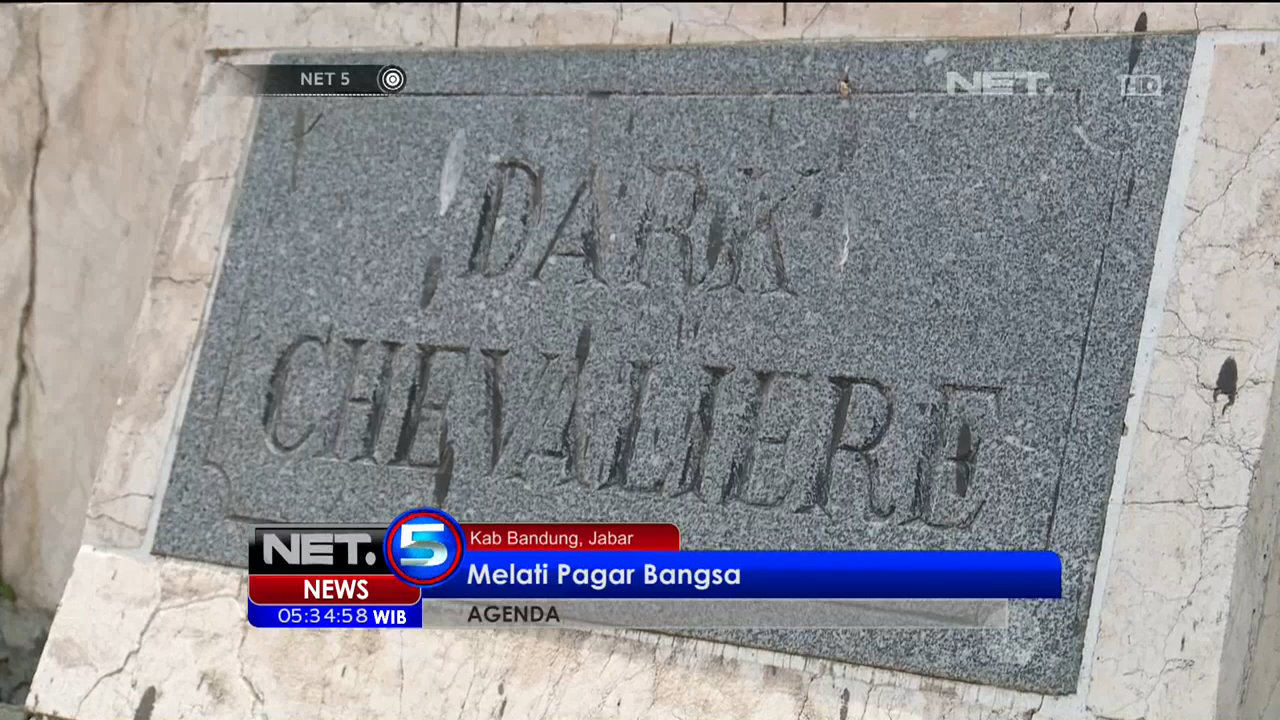 NET 5
NET. HD
DARK
CHEVALIERE
NET. 5
Kab Bandung, Jabar
NEWS
Melati Pagar Bangsa
05:34:58 WIB
AGENDA